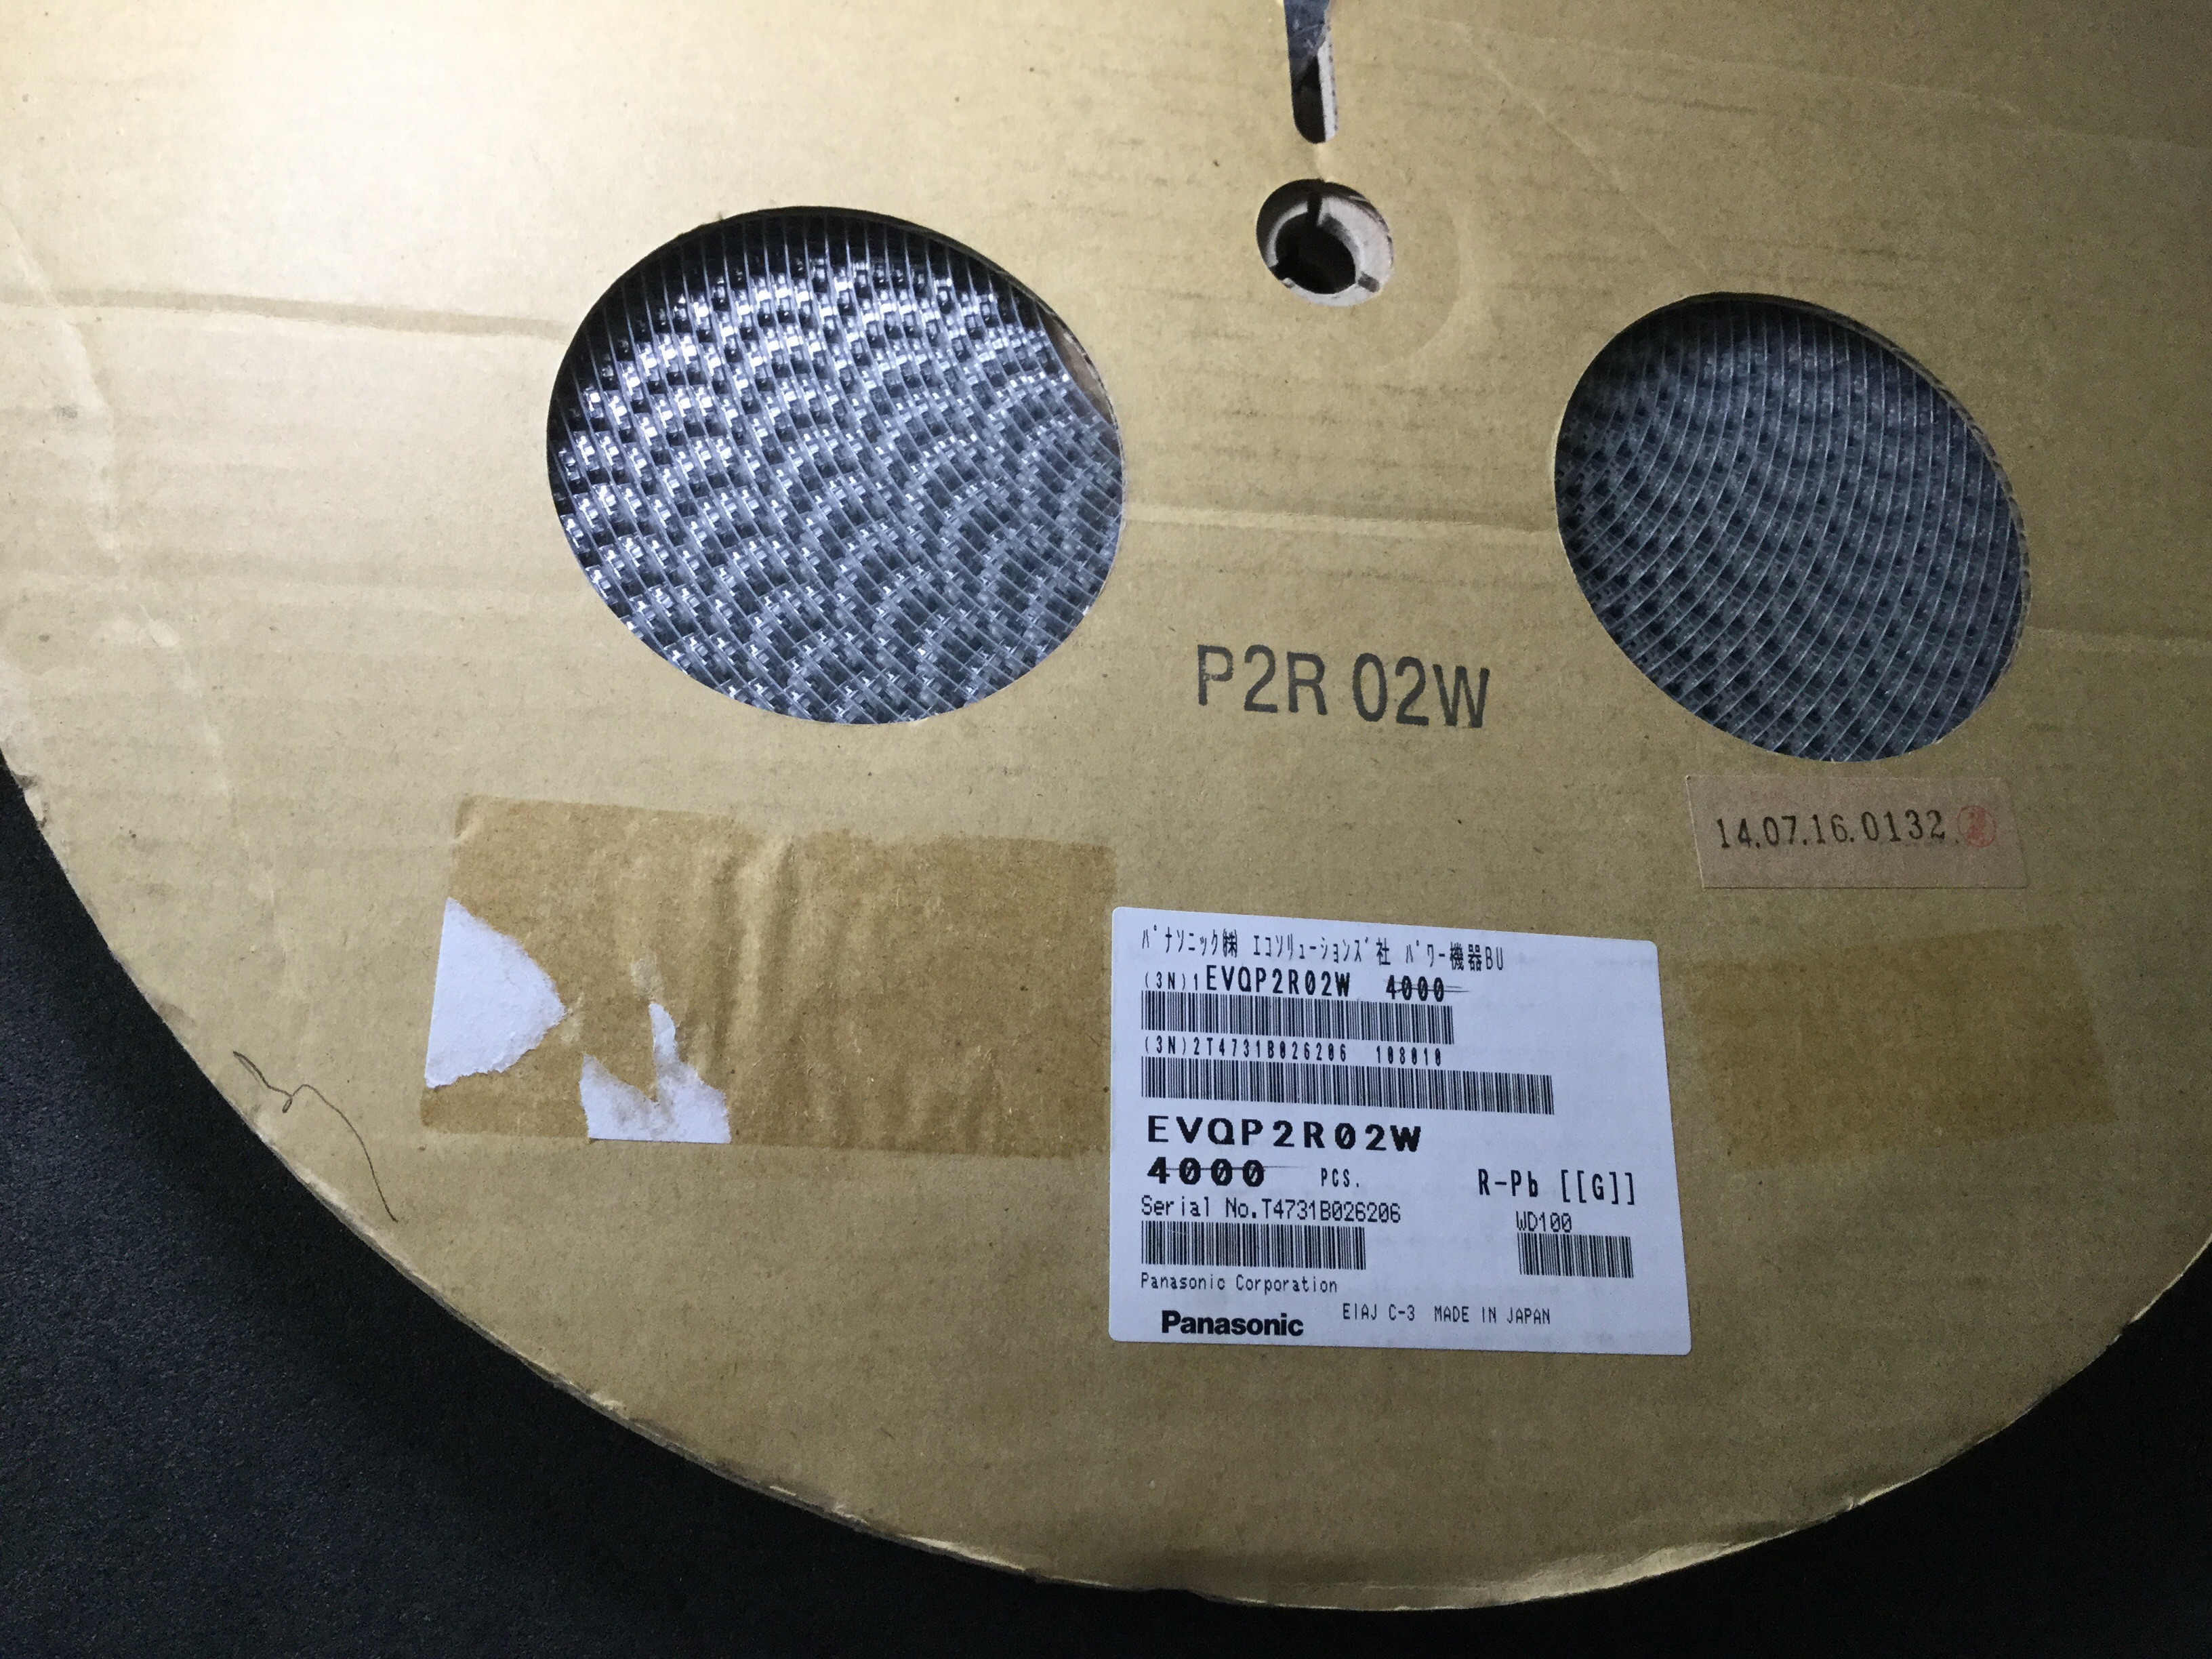 P2R 02W
14.07.16.0132
ﾊﾟﾅｿﾆｯｸ㈱ ｴｺｿﾘｭｰｼｮﾝｽﾞ社 ﾊﾟﾜｰ機器BU
(3N)1EVQP2R02W 4000
(3N)2T4731B026206 108010
EVQP2R02W
4000 PCS. R-Pb [[G]]
Serial No.T4731B026206 WD100
Panasonic Corporation
Panasonic EIAJ C-3 MADE IN JAPAN